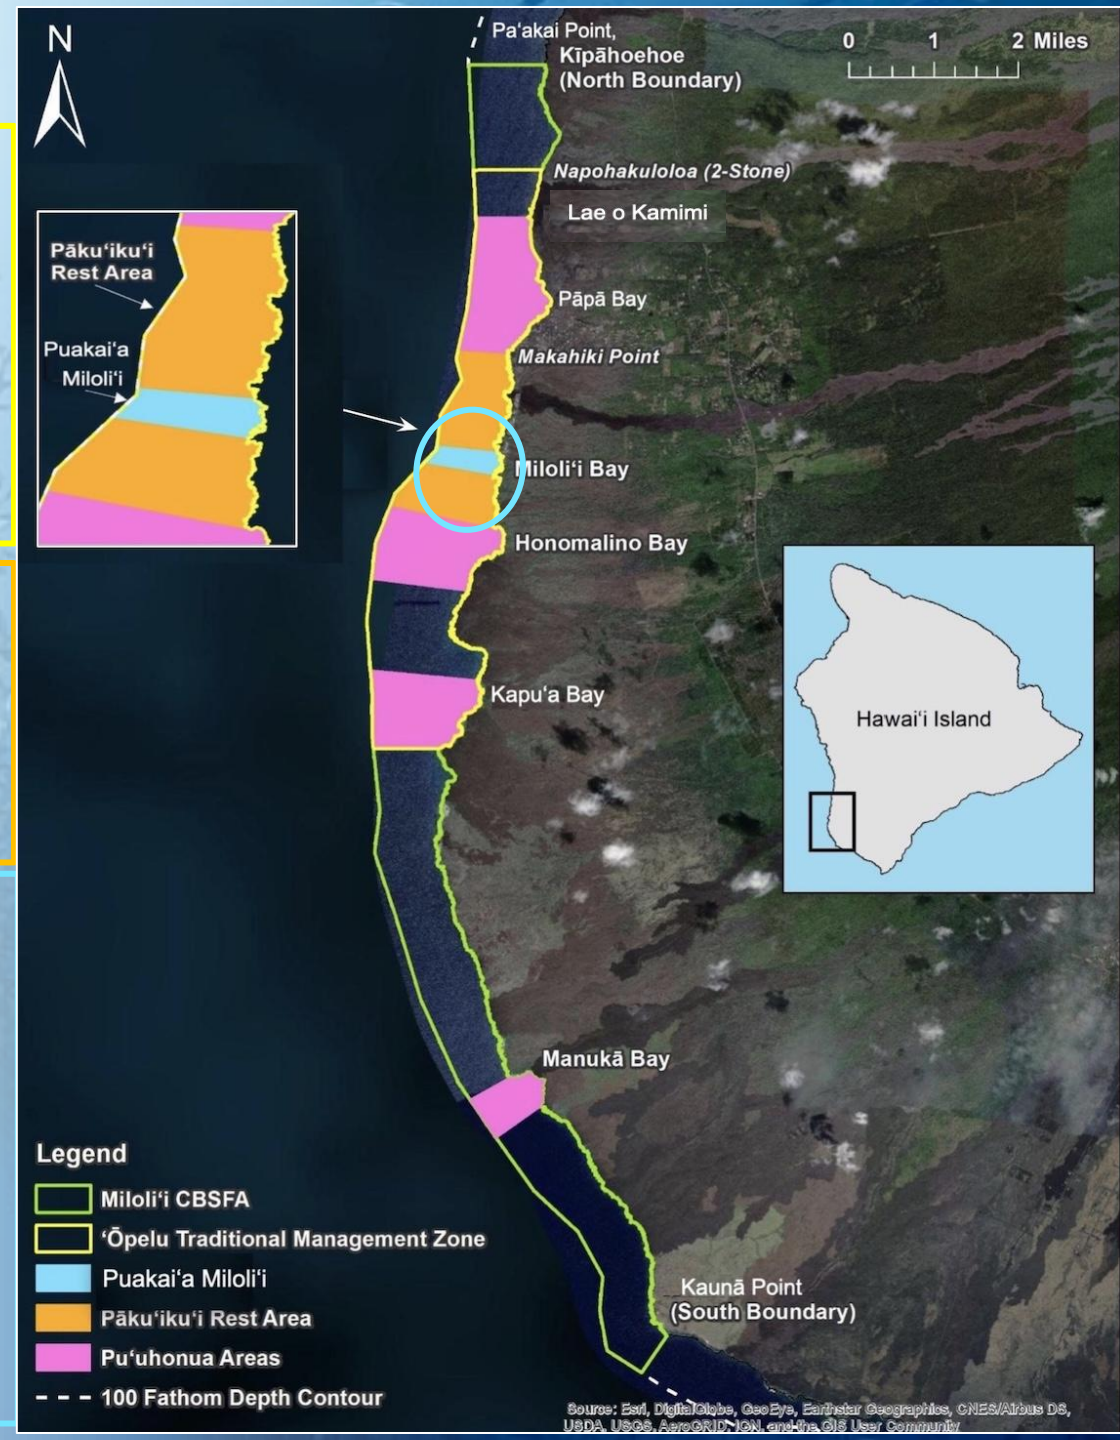 N
Pa‘akai Point,
Kīpāhoehoe
(North Boundary)
0 1 2 Miles
Napohakuloloa (2-Stone)
Lae o Kamimi
Pāku‘iku‘i
Rest Area
Puakai‘a
Miloli‘i
Pāpā Bay
Makahiki Point
Miloli‘i Bay
Honomalino Bay
Kapu‘a Bay
Hawai‘i Island
Manukā Bay
Kaunā Point
(South Boundary)
Legend
Miloli‘i CBSFA
‘Ōpelu Traditional Management Zone
Puakai‘a Miloli‘i
Pāku‘iku‘i Rest Area
Pu‘uhonua Areas
100 Fathom Depth Contour
Source: Esri, DigitalGlobe, GeoEye, Earthstar Geographics, CNES/Airbus DS,
USDA, USGS, AeroGRID, IGN, and the GIS User Community